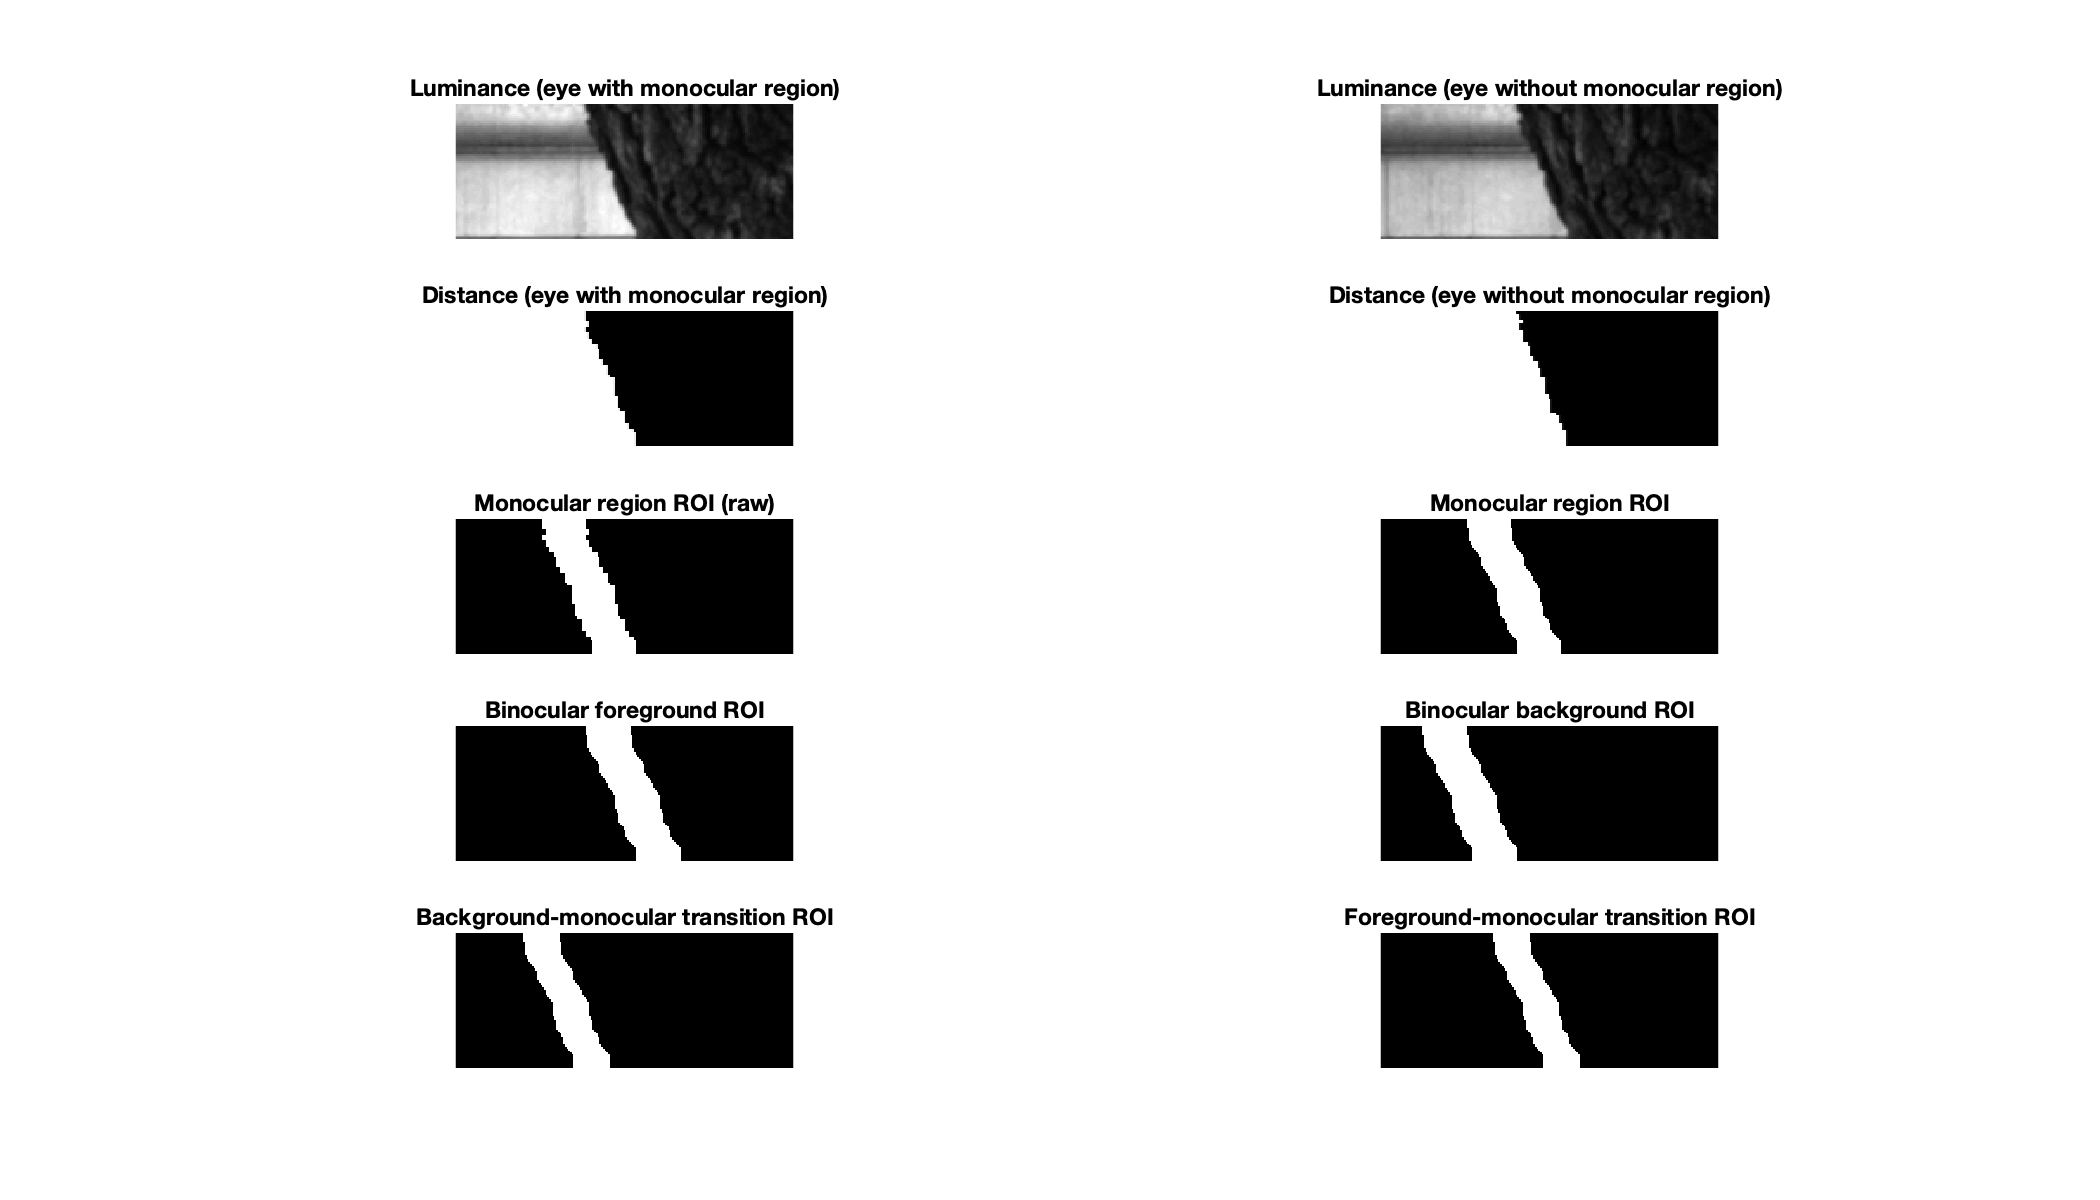 Luminance (eye with monocular region)
Luminance (eye without monocular region)
Distance (eye with monocular region)
Distance (eye without monocular region)
Monocular region ROI (raw)
Monocular region ROI
Binocular foreground ROI
Binocular background ROI
Background-monocular transition ROI
Foreground-monocular transition ROI